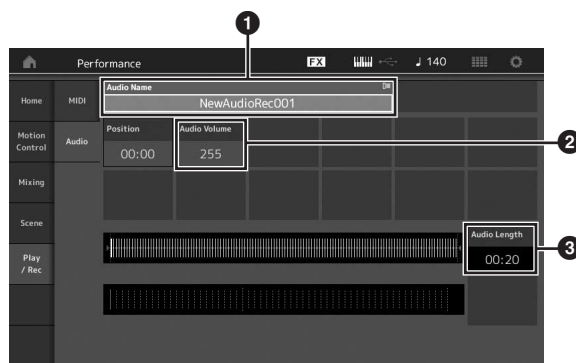 1
Performance FX 140
Audio Name
Home MIDI NewAudioRec001
Motion Control Audio Position Audio Volume
00:00 255 2
Mixing
Scene
Audio Length 3
Play / Rec 00:20